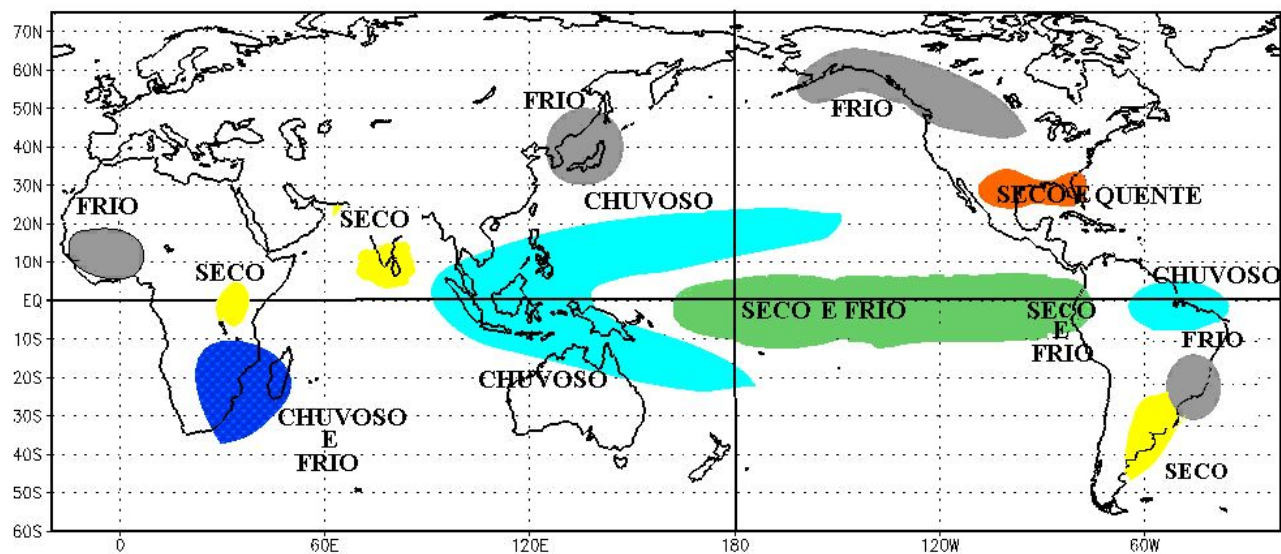 75N
70N
60N
50N
40N
30N
20N
10N
EQ
10S
20S
30S
40S
50S
60S
FRIO
FRIO
CHUVOSO
SECO E QUENTE
FRIO
SECO
SECO
CHUVOSO
SECO E FRIO
SECO
E
FRIO
FRIO
CHUVOSO
CHUVOSO
E
FRIO
SECO
0
60E
120E
180
120W
60W